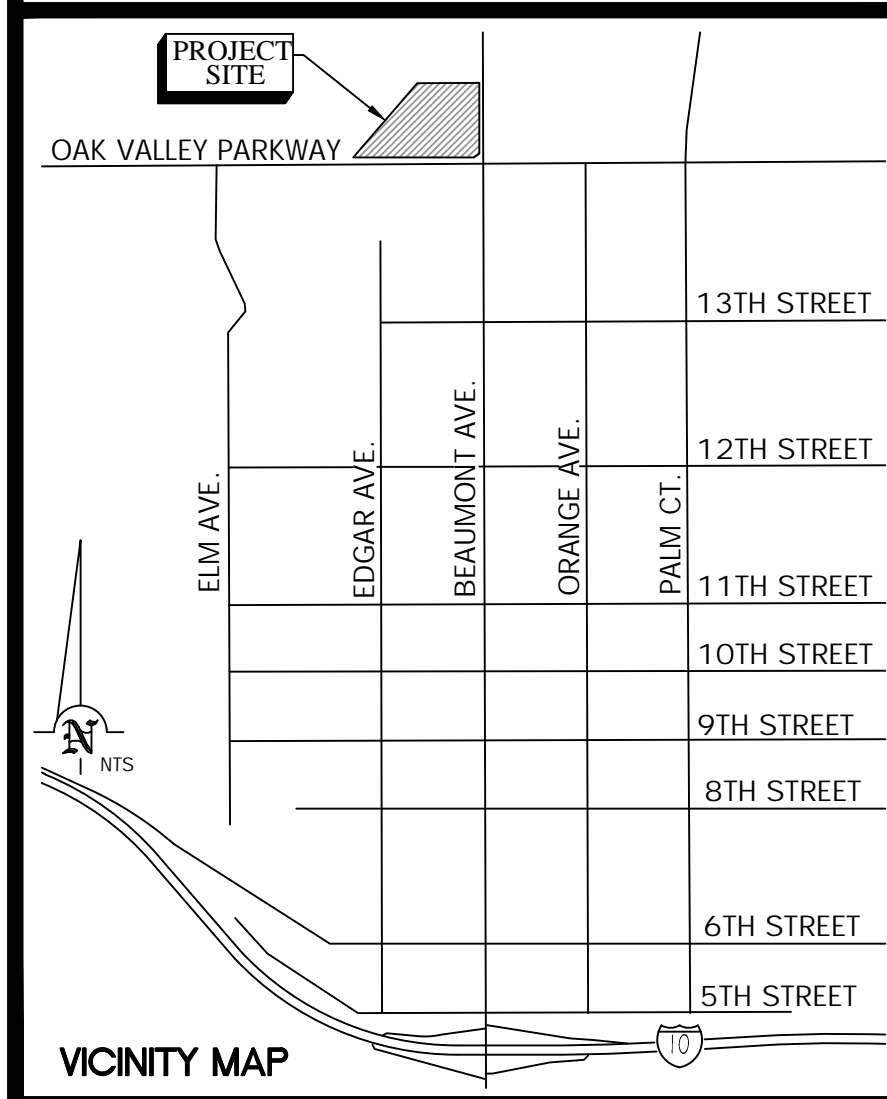 PROJECT
SITE
OAK VALLEY PARKWAY
13TH STREET
12TH STREET
ELM AVE.
EDGAR AVE.
BEAUMONT AVE.
ORANGE AVE.
PALM CT.
11TH STREET
10TH STREET
9TH STREET
N
NTS
8TH STREET
6TH STREET
5TH STREET
10
VICINITY MAP